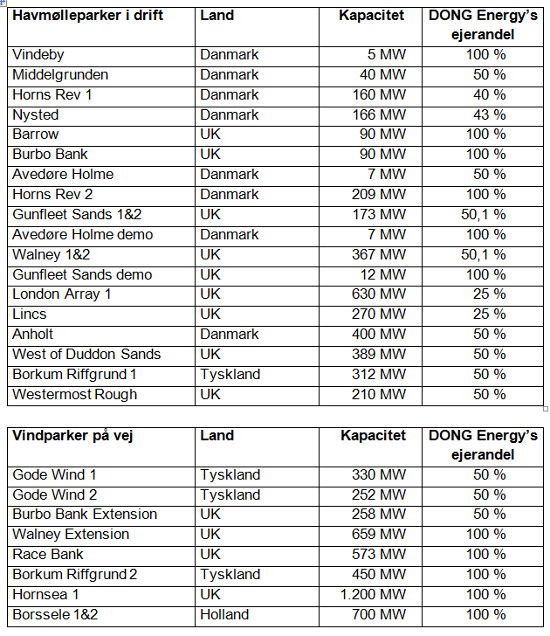 Havmølleparker i drift Land Kapacitet DONG Energy's
ejerandel
Vindeby Danmark 5 MW 100 %
Middelgrunden Danmark 40 MW 50 %
Horns Rev 1 Danmark 160 MW 40 %
Nysted Danmark 166 MW 43 %
Barrow UK 90 MW 100 %
Burbo Bank UK 90 MW 100 %
Avedøre Holme Danmark 7 MW 50 %
Horns Rev 2 Danmark 209 MW 100 %
Gunfleet Sands 1&2 UK 173 MW 50,1 %
Avedøre Holme demo Danmark 7 MW 100 %
Walney 1&2 UK 367 MW 50,1 %
Gunfleet Sands demo UK 12 MW 100 %
London Array 1 UK 630 MW 25 %
Lincs UK 270 MW 25 %
Anholt Danmark 400 MW 50 %
West of Duddon Sands UK 389 MW 50 %
Borkum Riffgrund 1 Tyskland 312 MW 50 %
Westermost Rough UK 210 MW 50 %
Vindparker på vej Land Kapacitet DONG Energy's
ejerandel
Gode Wind 1 Tyskland 330 MW 50 %
Gode Wind 2 Tyskland 252 MW 50 %
Burbo Bank Extension UK 258 MW 50 %
Walney Extension UK 659 MW 100 %
Race Bank UK 573 MW 100 %
Borkum Riffgrund 2 Tyskland 450 MW 100 %
Hornsea 1 UK 1.200 MW 100 %
Borssele 1&2 Holland 700 MW 100 %